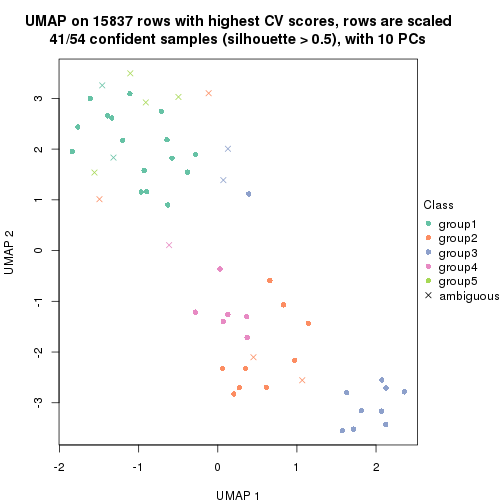 UMAP on 15837 rows with highest CV scores, rows are scaled
41/54 confident samples (silhouette > 0.5), with 10 PCs
3
2
1
0
-1
-2
-3
UMAP 2
-2
-1
0
1
2
UMAP 1
Class
group1
group2
group3
group4
group5
ambiguous